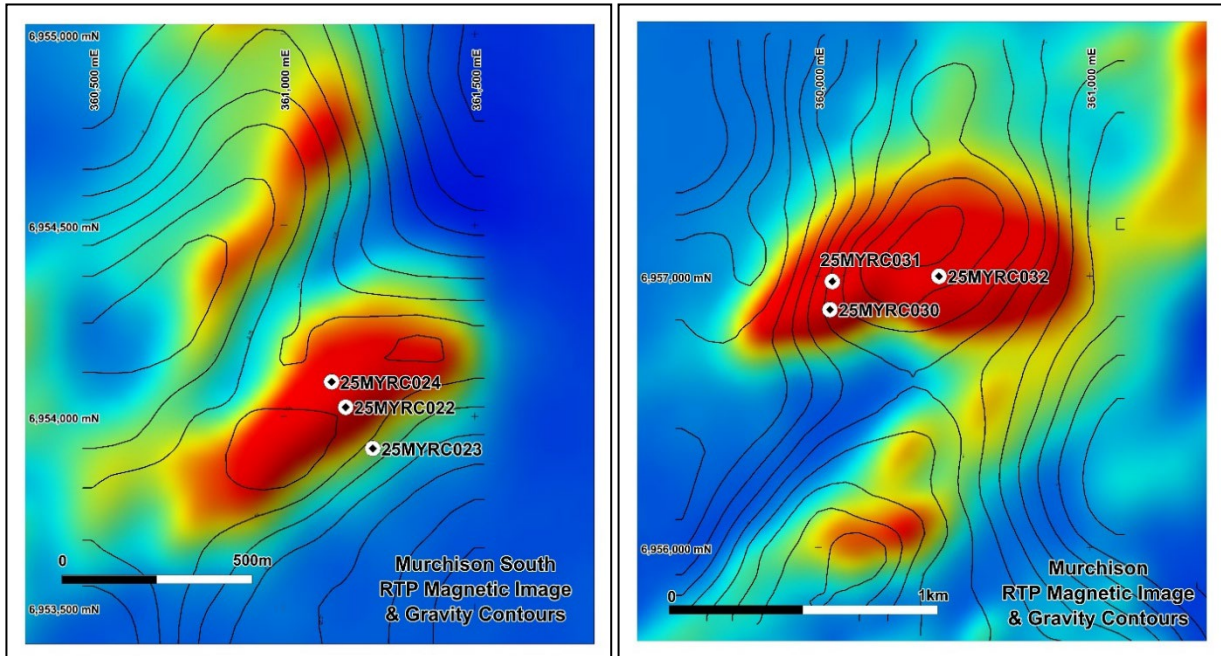 6,955,000 mN
360,500 mE
361,000 mE
361,500 mE
6,954,500 mN
25MYRC024
6,954,000 mN
25MYRC022
25MYRC023
0
500m
Murchison South
RTP Magnetic Image
& Gravity Contours
6,953,500 mN
360,000 mE
361,000 mE
25MYRC031
6,957,000 mN
25MYRC032
25MYRC030
6,956,000 mN
0
1km
Murchison
RTP Magnetic Image
& Gravity Contours